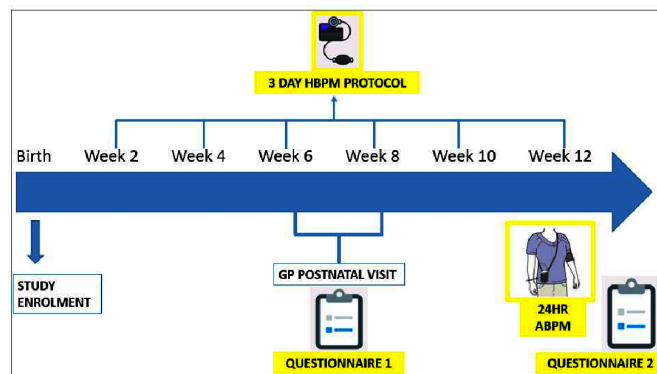 3 DAY HBPM PROTOCOL
Birth Week 2 Week 4 Week 6 Week 8 Week 10 Week 12
STUDY
ENROLMENT
GP POSTNATAL VISIT
QUESTIONNAIRE 1
24HR
ABPM
QUESTIONNAIRE 2